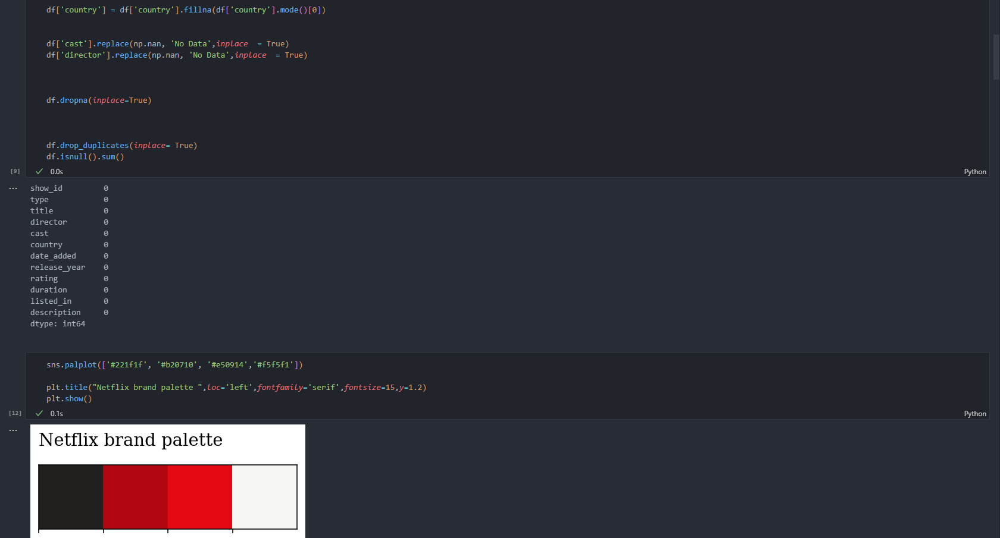 df['country'] = df['country'].fillna(df['country'].mode()[0])
df['cast'].replace(np.nan, 'No Data',inplace  = True)
df['director'].replace(np.nan, 'No Data',inplace  = True)
df.dropna(inplace=True)
df.drop_duplicates(inplace= True)
df.isnull().sum()
[9] ✓ 0.0s Python
... show_id 0
type 0
title 0
director 0
cast 0
country 0
date_added 0
release_year 0
rating 0
duration 0
listed_in 0
description 0
dtype: int64
sns.palplot(['#221f1f', '#b20710', '#e50914','#f5f5f1'])
plt.title("Netflix brand palette ",loc='left',fontfamily='serif',fontsize=15,y=1.2)
plt.show()
[12] ✓ 0.1s Python
...
Netflix brand palette